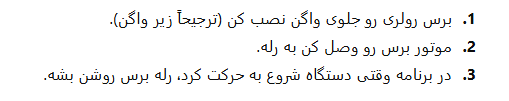 1. برس رولری رو جلوی واگن نصب کن (ترجیحاً زیر واگن).
2. موتور برس رو وصل کن به رله.
3. در برنامه وقتی دستگاه شروع به حرکت کرد، رله برس روشن بشه.